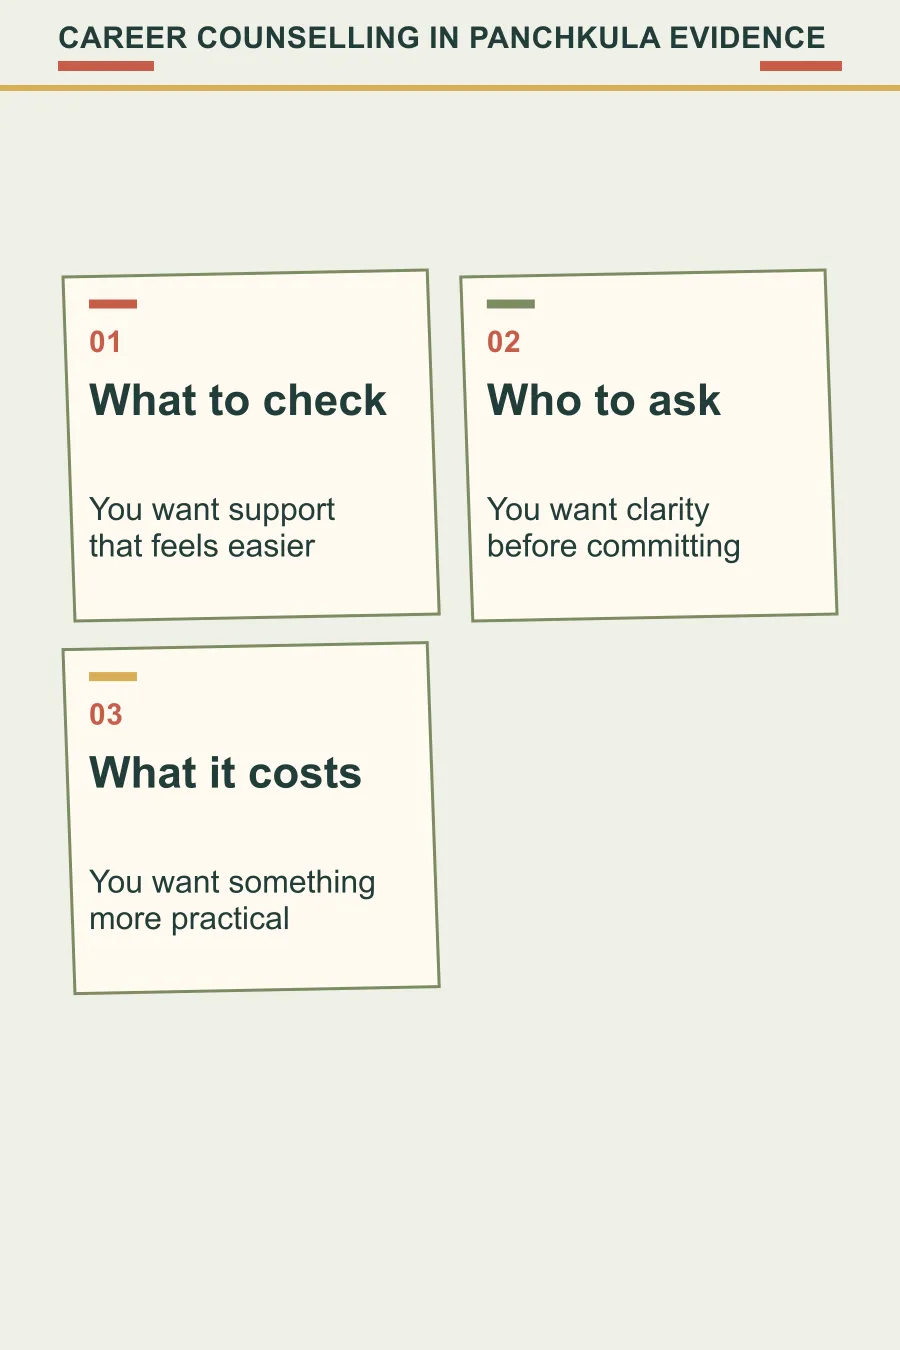 CAREER COUNSELLING IN PANCHKULA EVIDENCE
01
What to check
You want support
that feels easier
02
Who to ask
You want clarity
before committing
03
What it costs
You want something
more practical